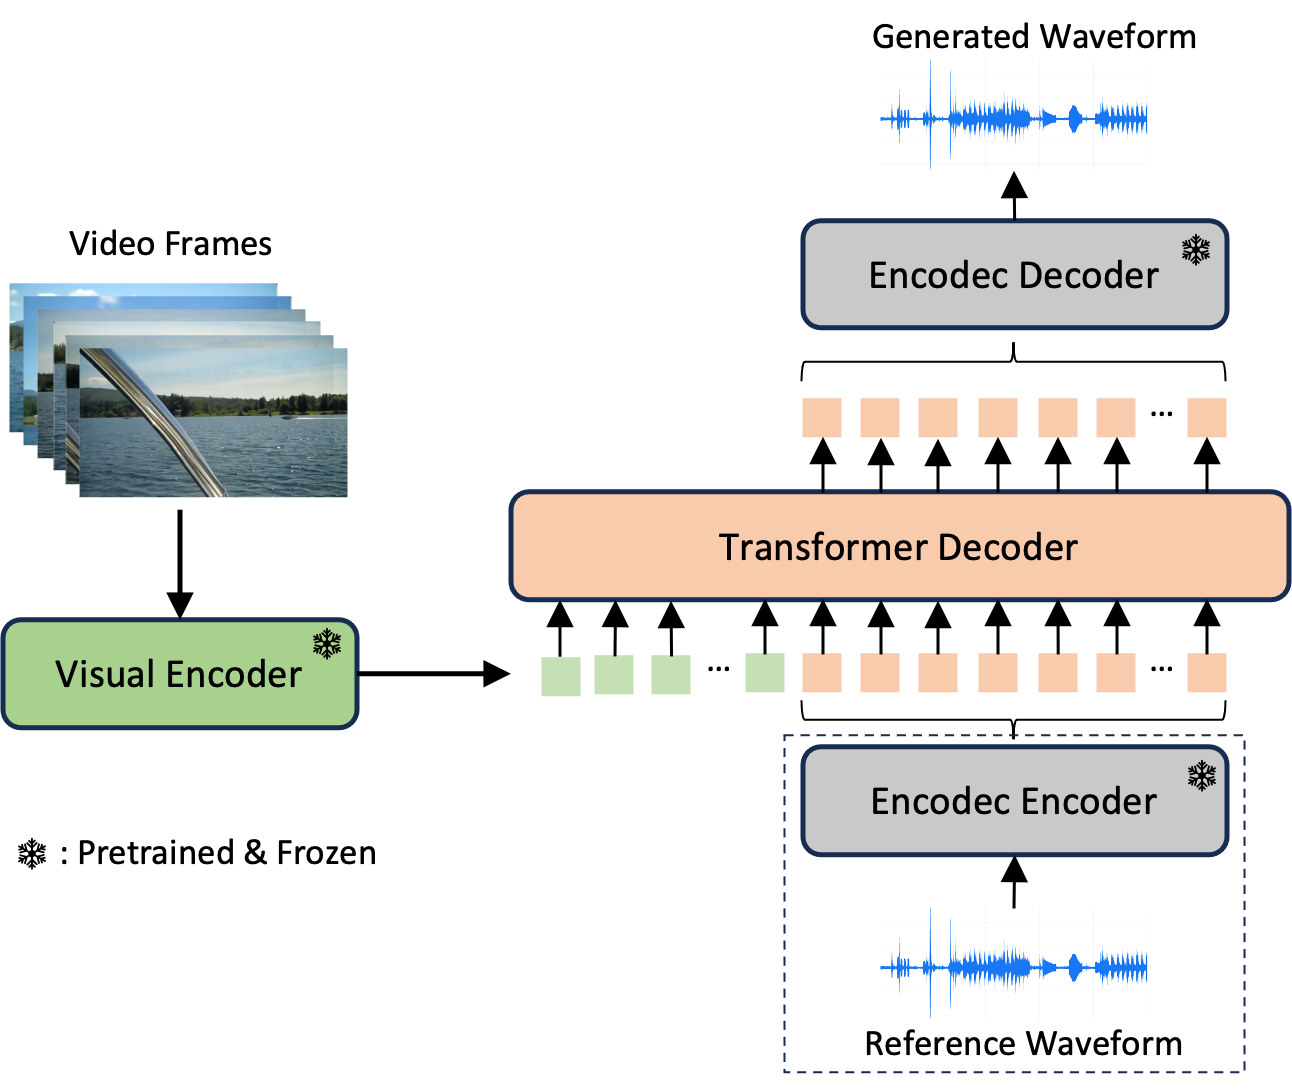 Generated Waveform
Encodec Decoder
Video Frames
...
Transformer Decoder
Visual Encoder
...
...
Encodec Encoder
: Pretrained & Frozen
Reference Waveform